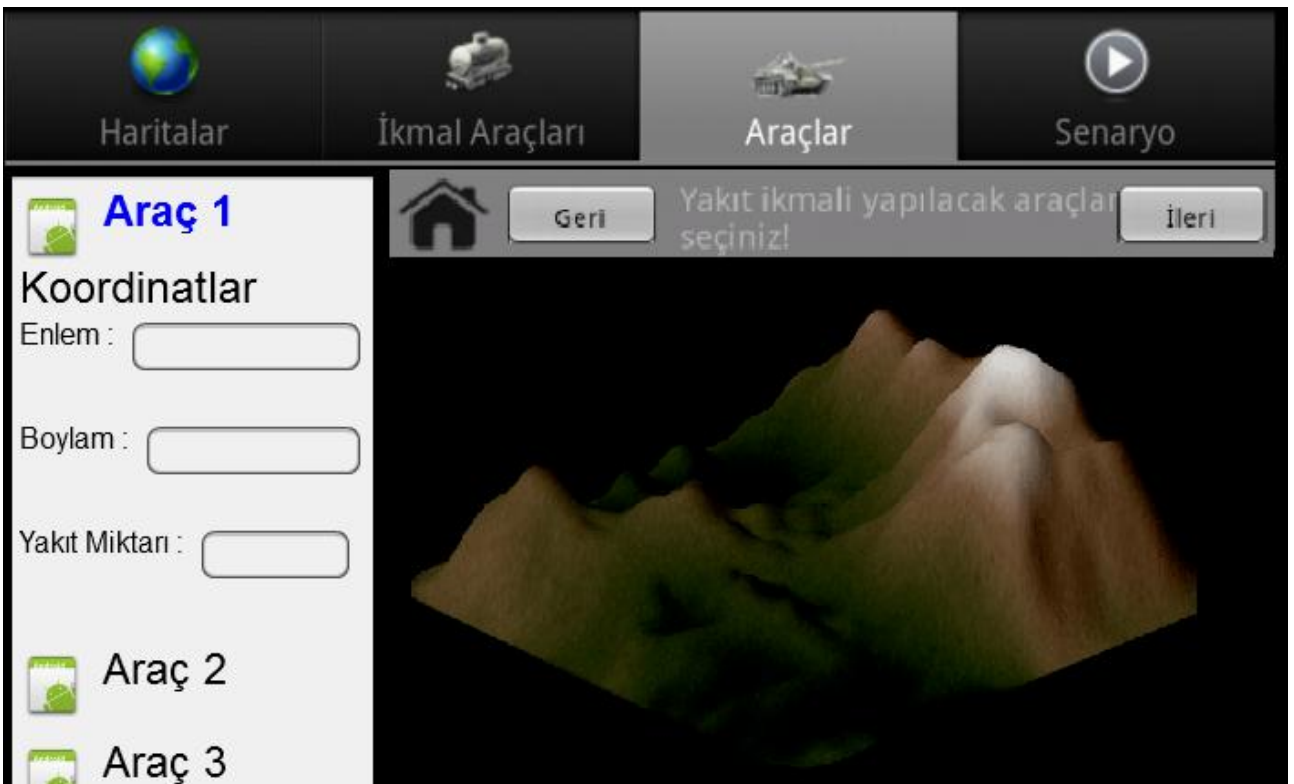 Haritalar
İkmal Araçları
Araçlar
Senaryo
Araç 1
Koordinatlar
Enlem :
Boylam :
Yakıt Miktarı :
Araç 2
Araç 3
Geri
Yakıt ikmali yapılacak araçlar
seçiniz!
İleri